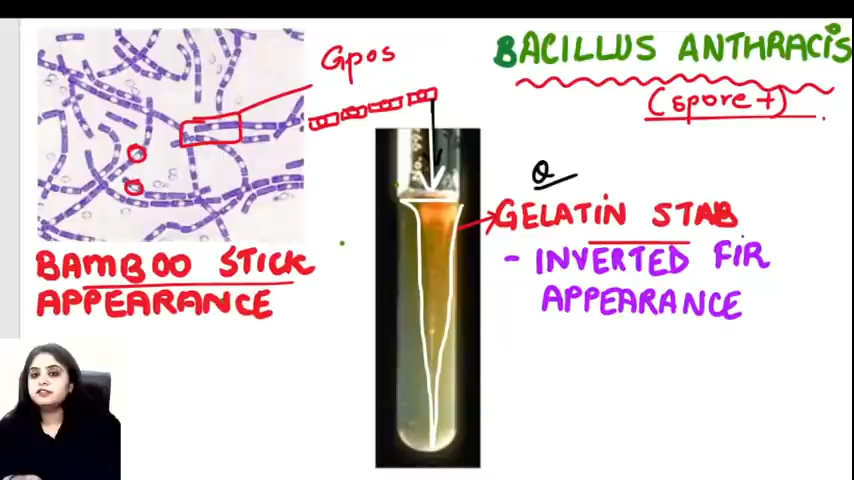 Gpos
BACILLUS ANTHRACIS
(spore+)
Q
GELATIN STAB
- INVERTED FIR
APPEARANCE
BAMBOO STICK
APPEARANCE